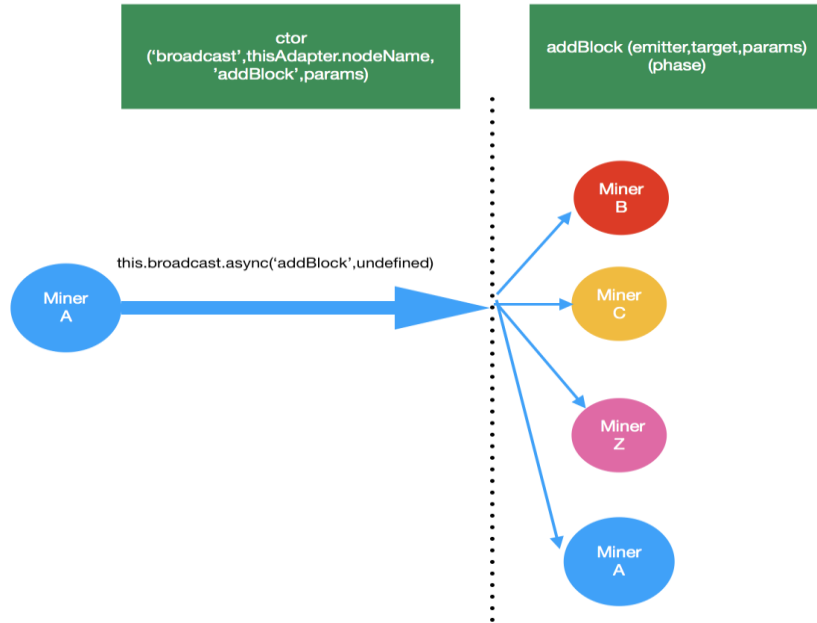 ctor
(‘broadcast’,thisAdapter.nodeName,
’addBlock’,params)
addBlock (emitter,target,params)
(phase)
Miner
B
this.broadcast.async(‘addBlock’,undefined)
Miner
A
Miner
C
Miner
Z
Miner
A